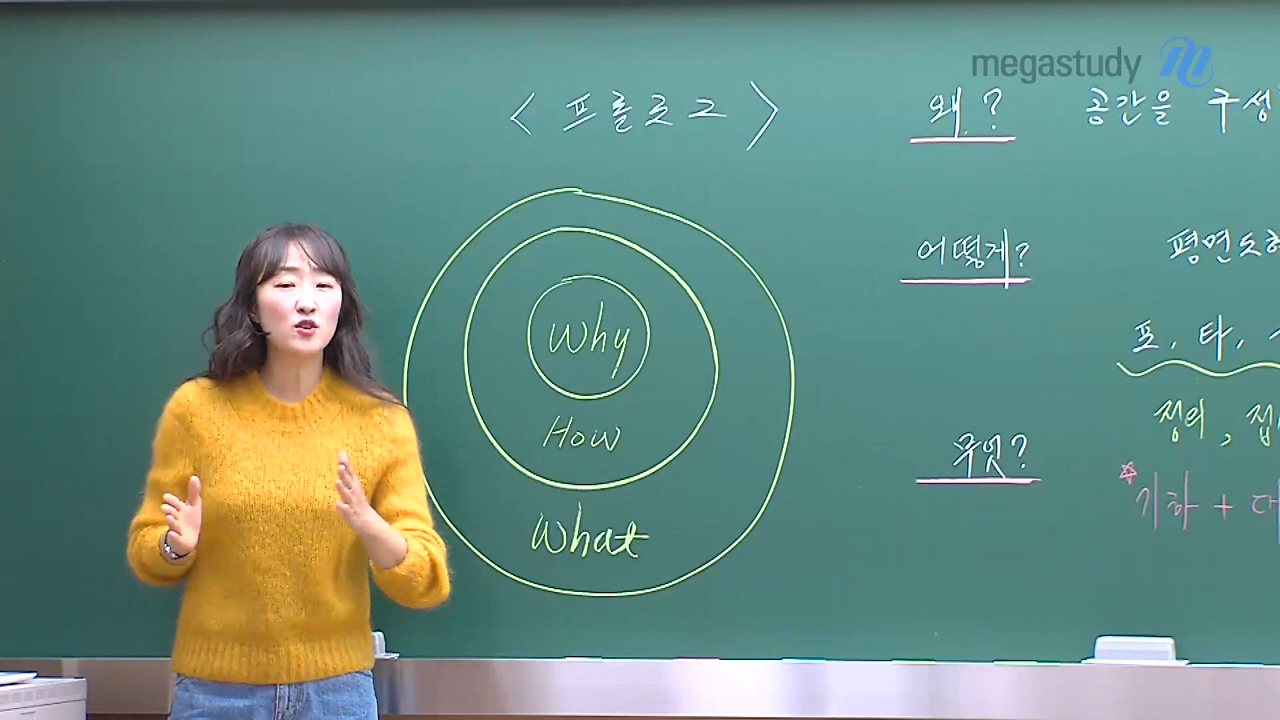 megastudy
< 프롤로그 >
왜? 공간을 구성
Why
How
What
어떻게? 평면도형
포, 타,
정의,
무엇?
기하 +